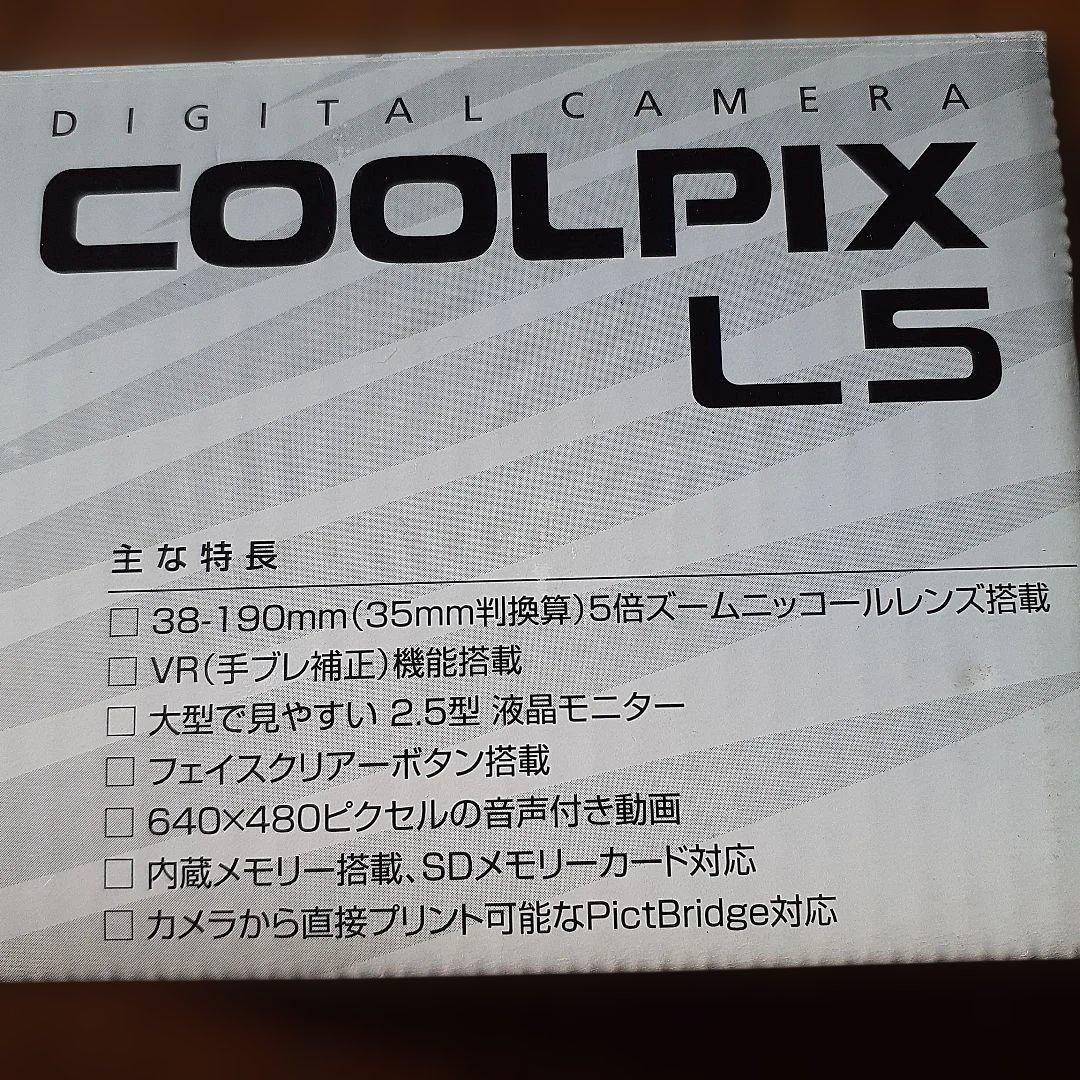 DIGITAL CAMERA
COOLPIX
L5
主な特長
□ 38-190mm(35mm判換算)5倍ズームニッコールレンズ搭載
□ VR(手ブレ補正)機能搭載
□ 大型で見やすい 2.5型 液晶モニター
□ フェイスクリアーボタン搭載
□ 640×480ピクセルの音声付き動画
□ 内蔵メモリー搭載、SDメモリーカード対応
□ カメラから直接プリント可能なPictBridge対応